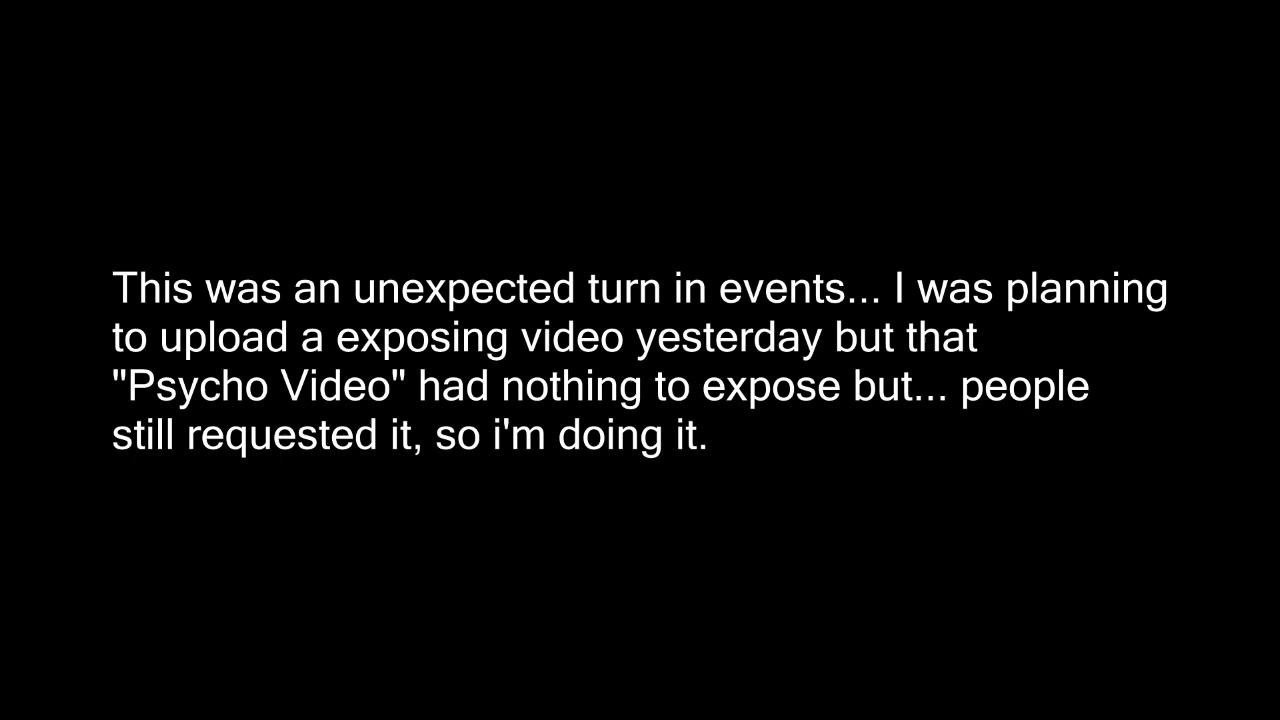 This was an unexpected turn in events... I was planning
to upload a exposing video yesterday but that
"Psycho Video" had nothing to expose but... people
still requested it, so i'm doing it.